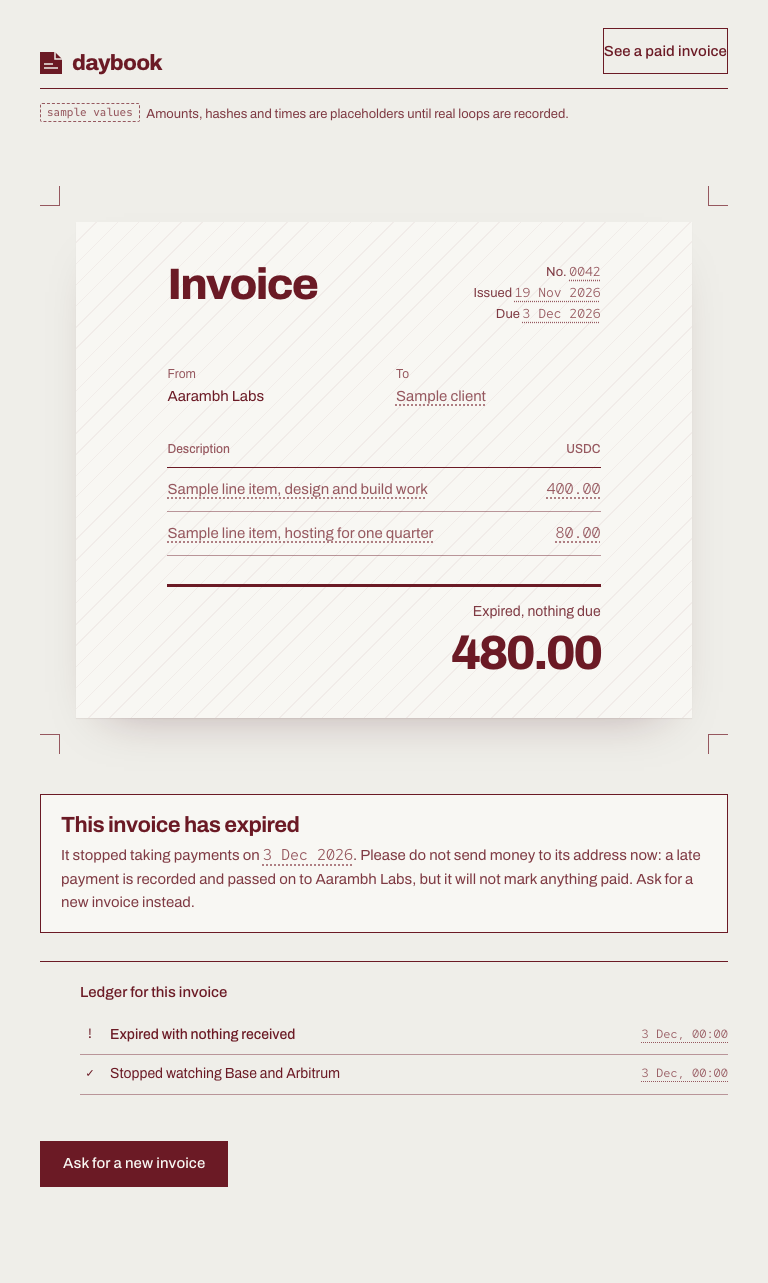 daybook
See a paid invoice
sample values Amounts, hashes and times are placeholders until real loops are recorded.
Invoice
No. 0042
Issued 19 Nov 2026
Due 3 Dec 2026
From
To
Aarambh Labs
Sample client
Description USDC
Sample line item, design and build work 400.00
Sample line item, hosting for one quarter 80.00
Expired, nothing due
480.00
This invoice has expired
It stopped taking payments on 3 Dec 2026. Please do not send money to its address now: a late
payment is recorded and passed on to Aarambh Labs, but it will not mark anything paid. Ask for a
new invoice instead.
Ledger for this invoice
! Expired with nothing received 3 Dec, 00:00
✓ Stopped watching Base and Arbitrum 3 Dec, 00:00
Ask for a new invoice